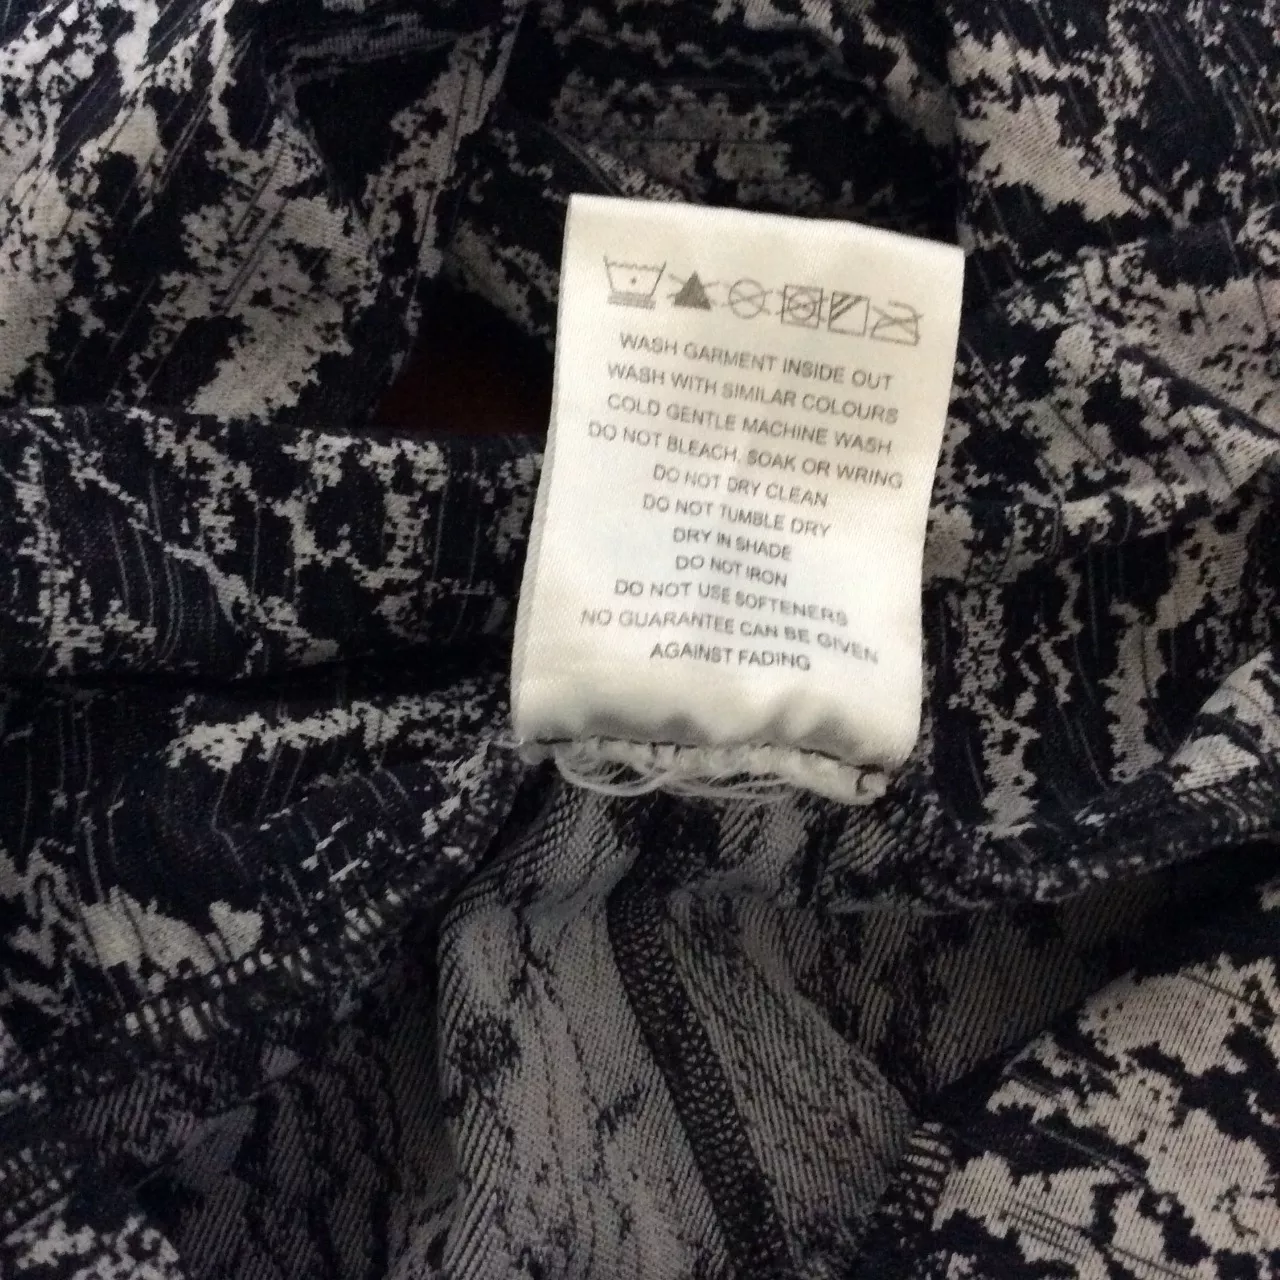 WASH GARMENT INSIDE OUT
WASH WITH SIMILAR COLOURS
COLD GENTLE MACHINE WASH
DO NOT BLEACH, SOAK OR WRING
DO NOT DRY CLEAN
DO NOT TUMBLE DRY
DRY IN SHADE
DO NOT IRON
DO NOT USE SOFTENERS
NO GUARANTEE CAN BE GIVEN
AGAINST FADING